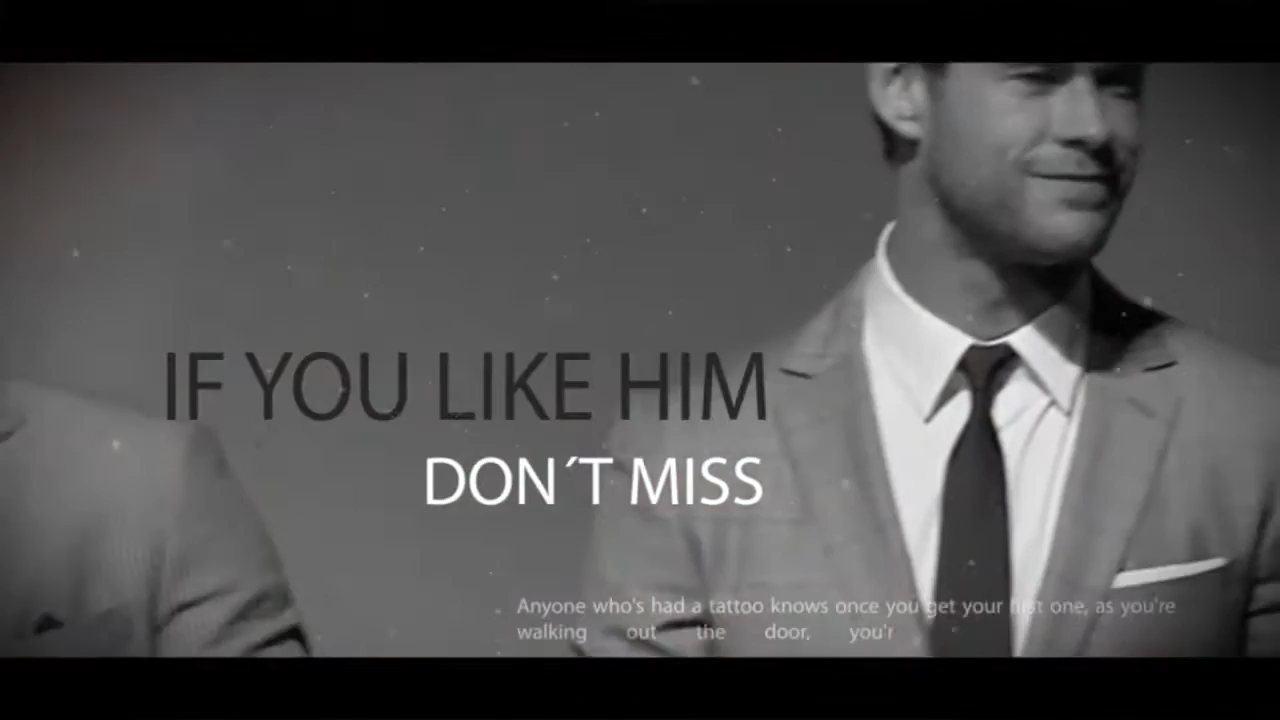 IF YOU LIKE HIM
DON´T MISS
Anyone who's had a tattoo knows once you get your first one, as you're
walking out the door, you'r